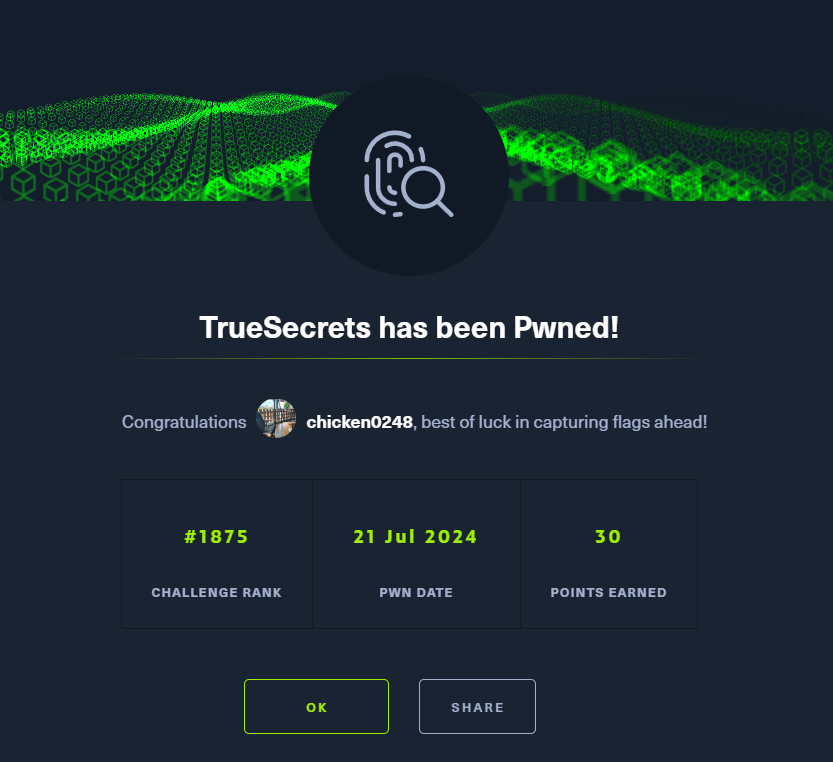 TrueSecrets has been Pwned!
Congratulations chicken0248, best of luck in capturing flags ahead!
#1875 21 Jul 2024 30
CHALLENGE RANK PWN DATE POINTS EARNED
OK SHARE